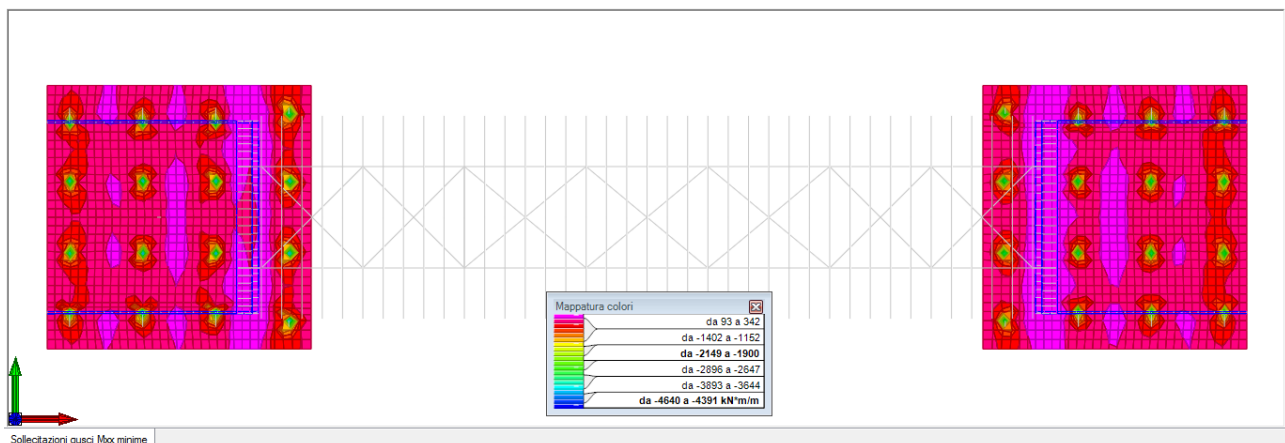 Mappatura colori
da 93 a 342
da -1402 a -1152
da -2149 a -1900
da -2896 a -2647
da -3893 a -3644
da -4640 a -4391 kN*m/m
Sollecitazioni gusci Mxx minime